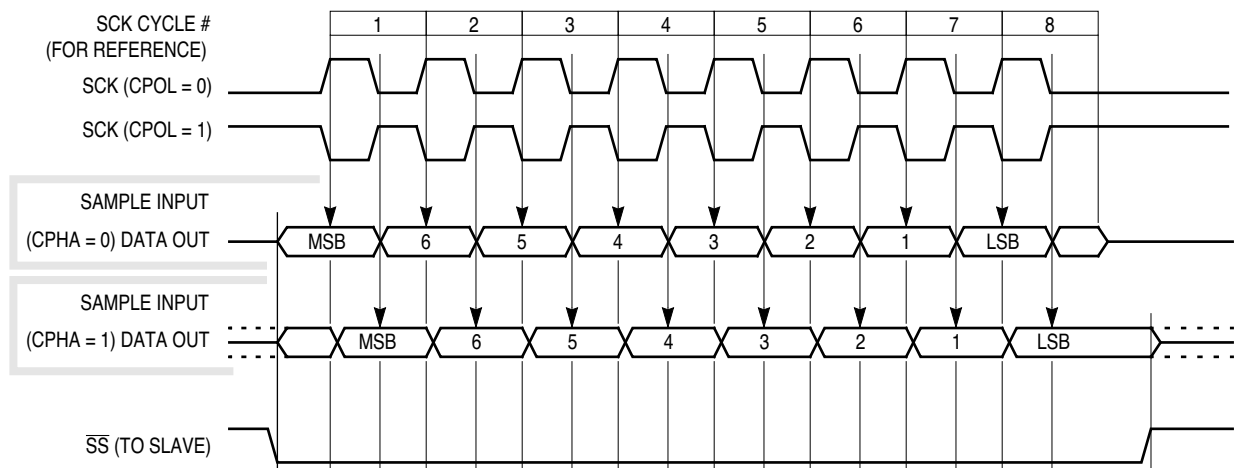 SCK CYCLE #
(FOR REFERENCE)
1 2 3 4 5 6 7 8
SCK (CPOL = 0)
SCK (CPOL = 1)
SAMPLE INPUT
(CPHA = 0) DATA OUT
MSB 6 5 4 3 2 1 LSB
SAMPLE INPUT
(CPHA = 1) DATA OUT
MSB 6 5 4 3 2 1 LSB
S̅S̅ (TO SLAVE)